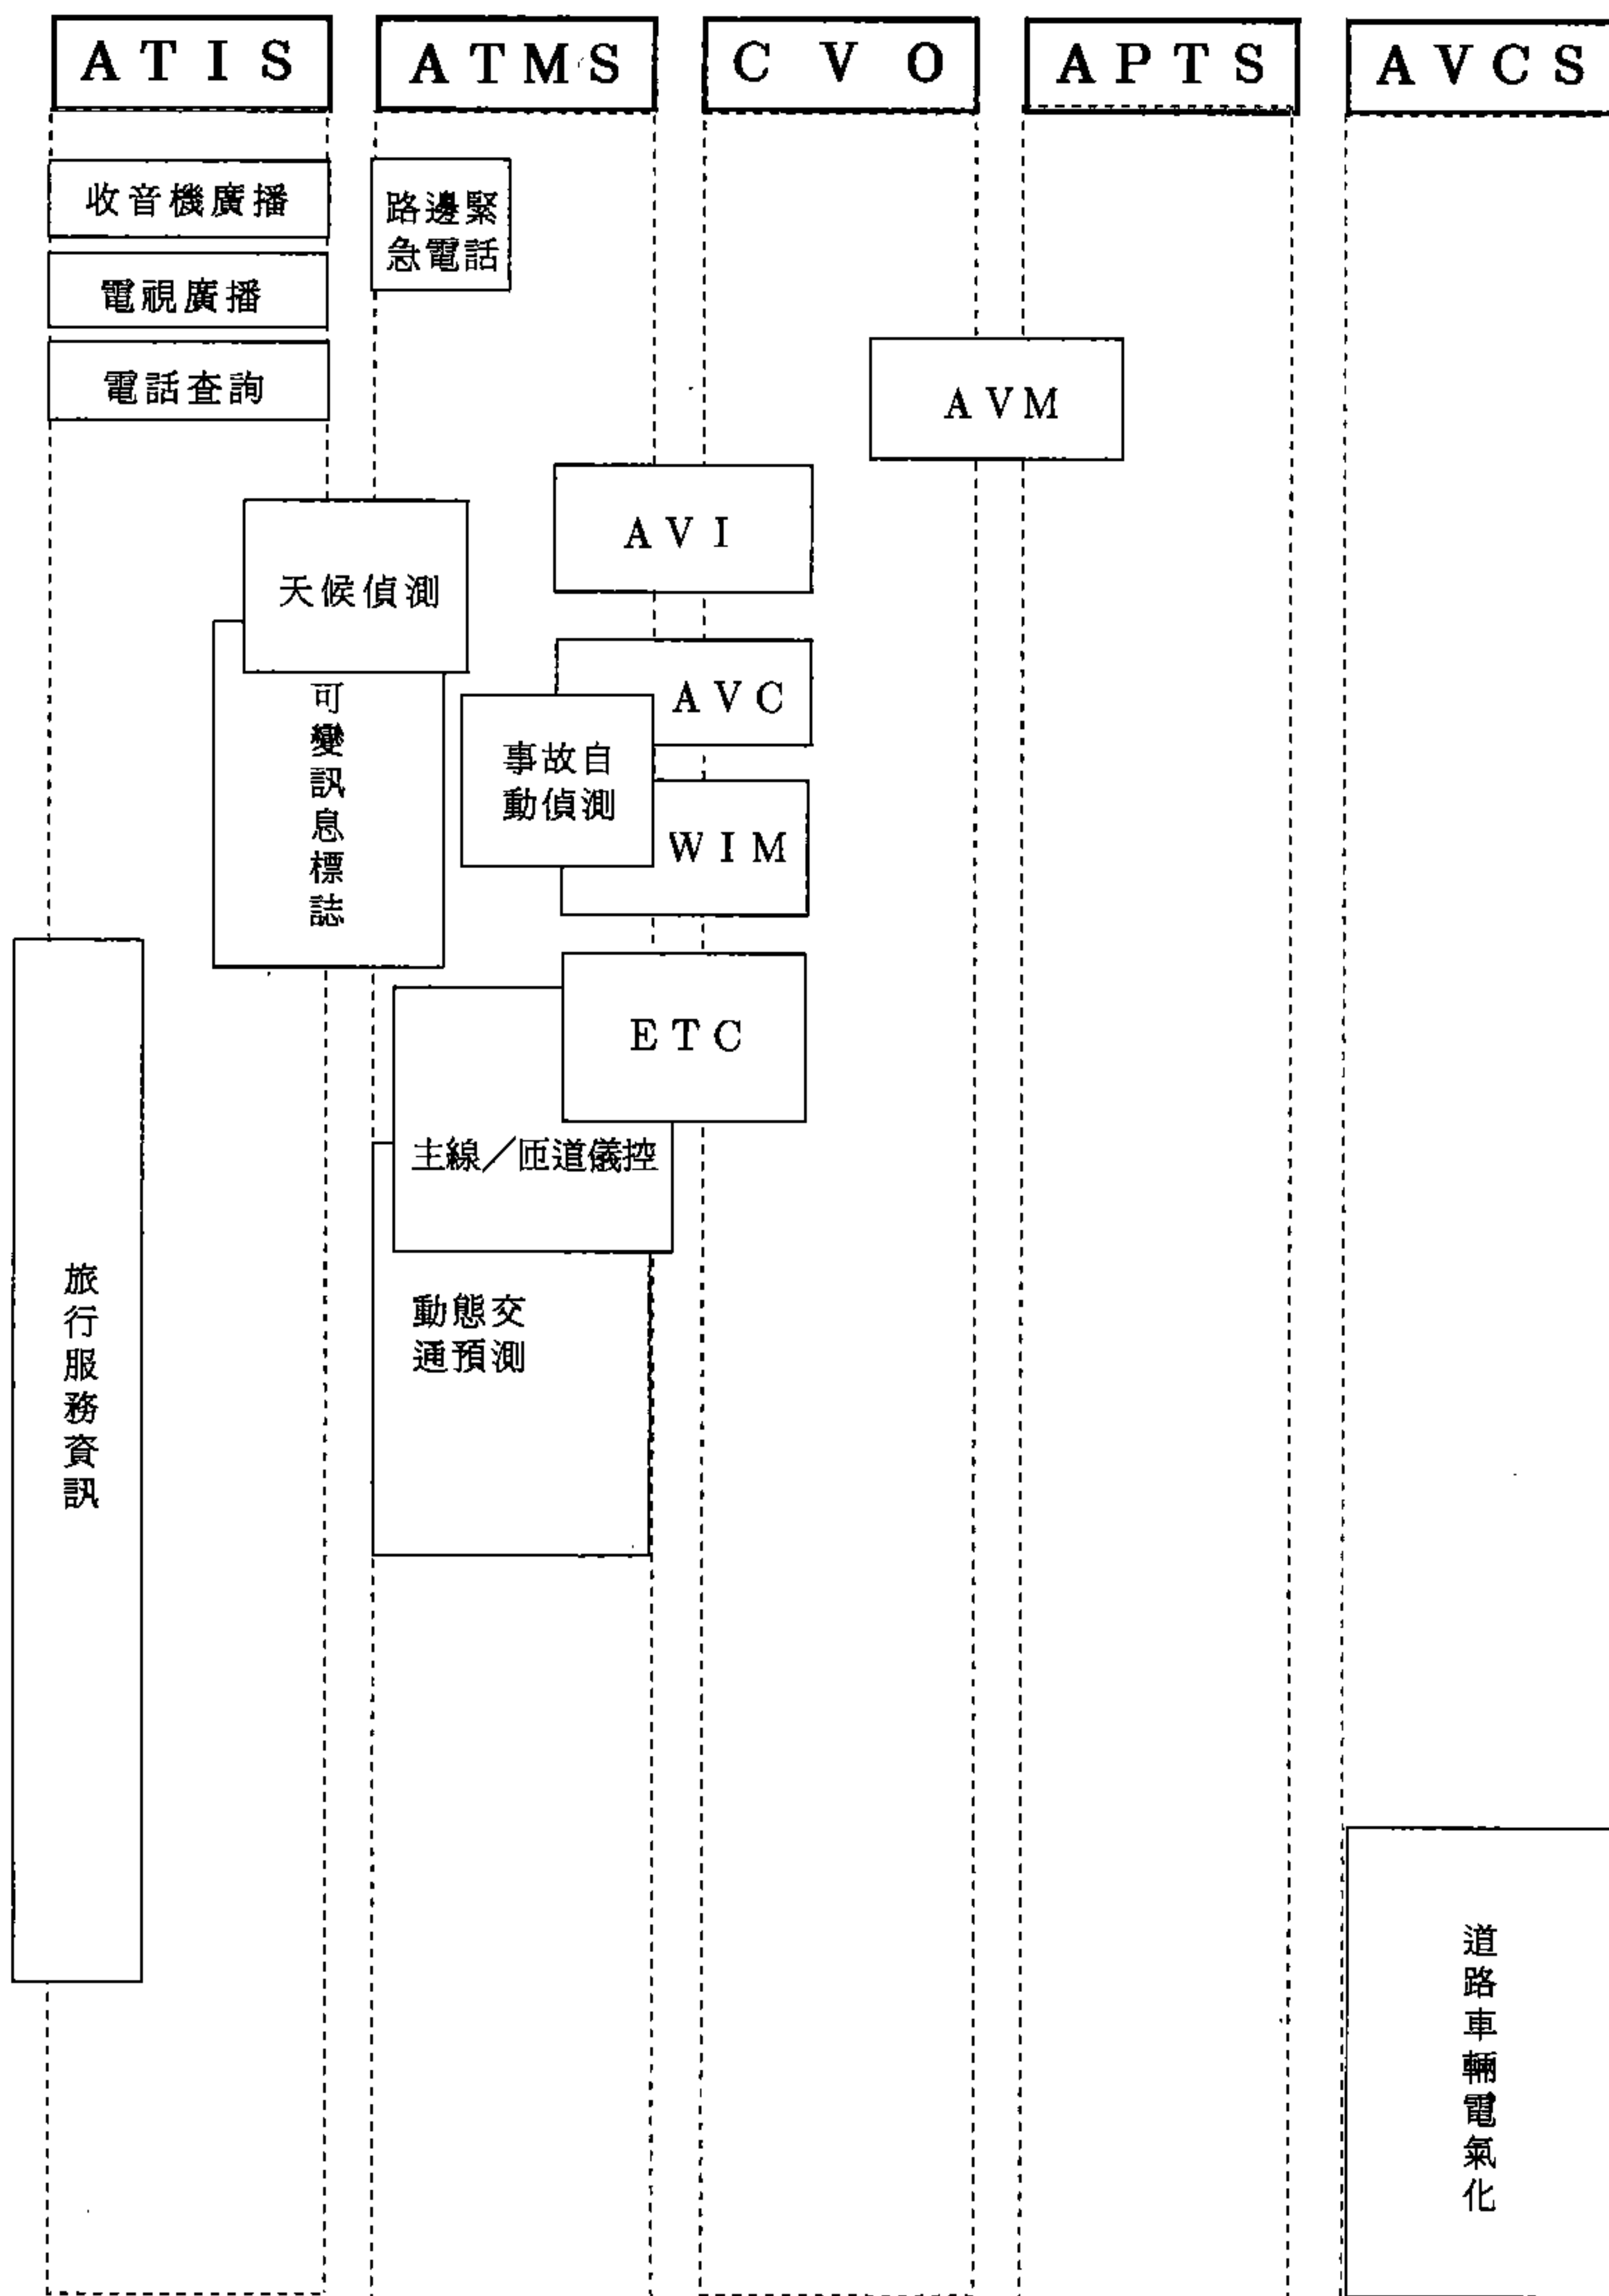 ATIS
ATMS
CVO
APTS
AVCS
收音機廣播
電視廣播
電話查詢
路邊緊
急電話
AVM
AVI
天候偵測
可變訊息標誌
AVC
事故自
動偵測
WIM
ETC
主線／匝道儀控
動態交
通預測
旅行服務資訊
道路車輛電氣化